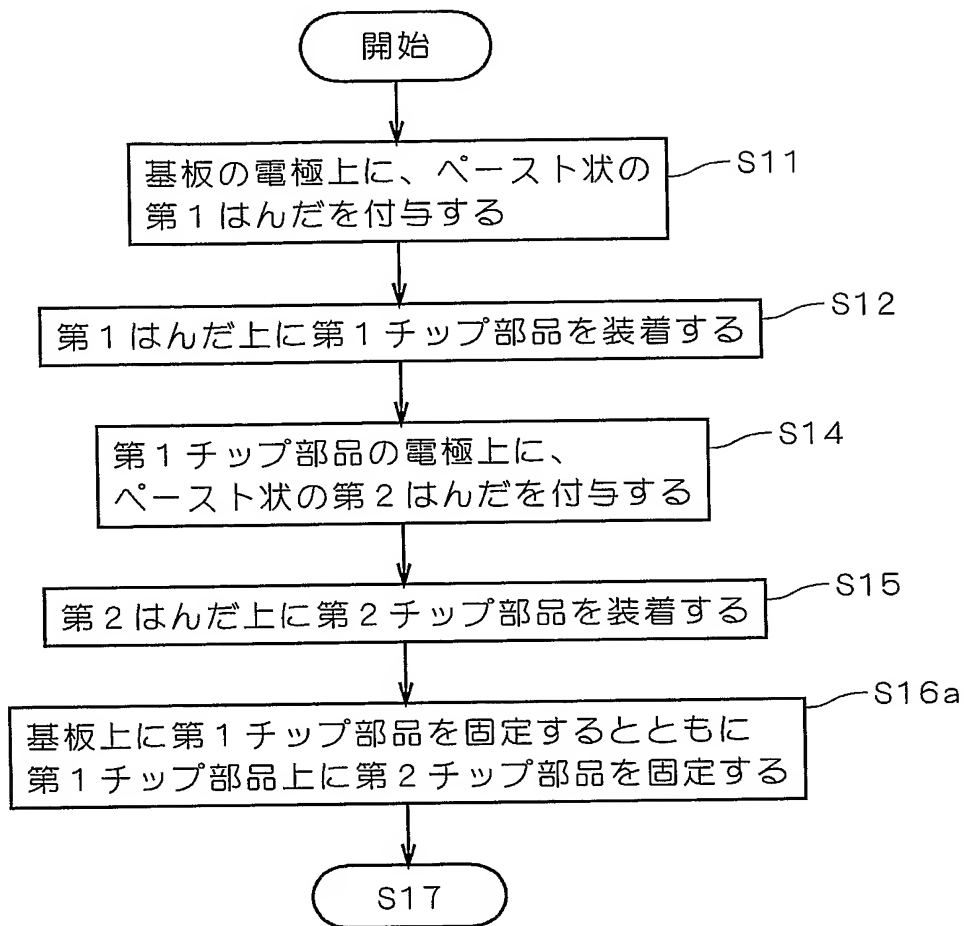 開始
基板の電極上に、ペースト状の
第1はんだを付与する
S11
第1はんだ上に第1チップ部品を装着する
S12
第1チップ部品の電極上に、
ペースト状の第2はんだを付与する
S14
第2はんだ上に第2チップ部品を装着する
S15
基板上に第1チップ部品を固定するとともに
第1チップ部品上に第2チップ部品を固定する
S16a
S17